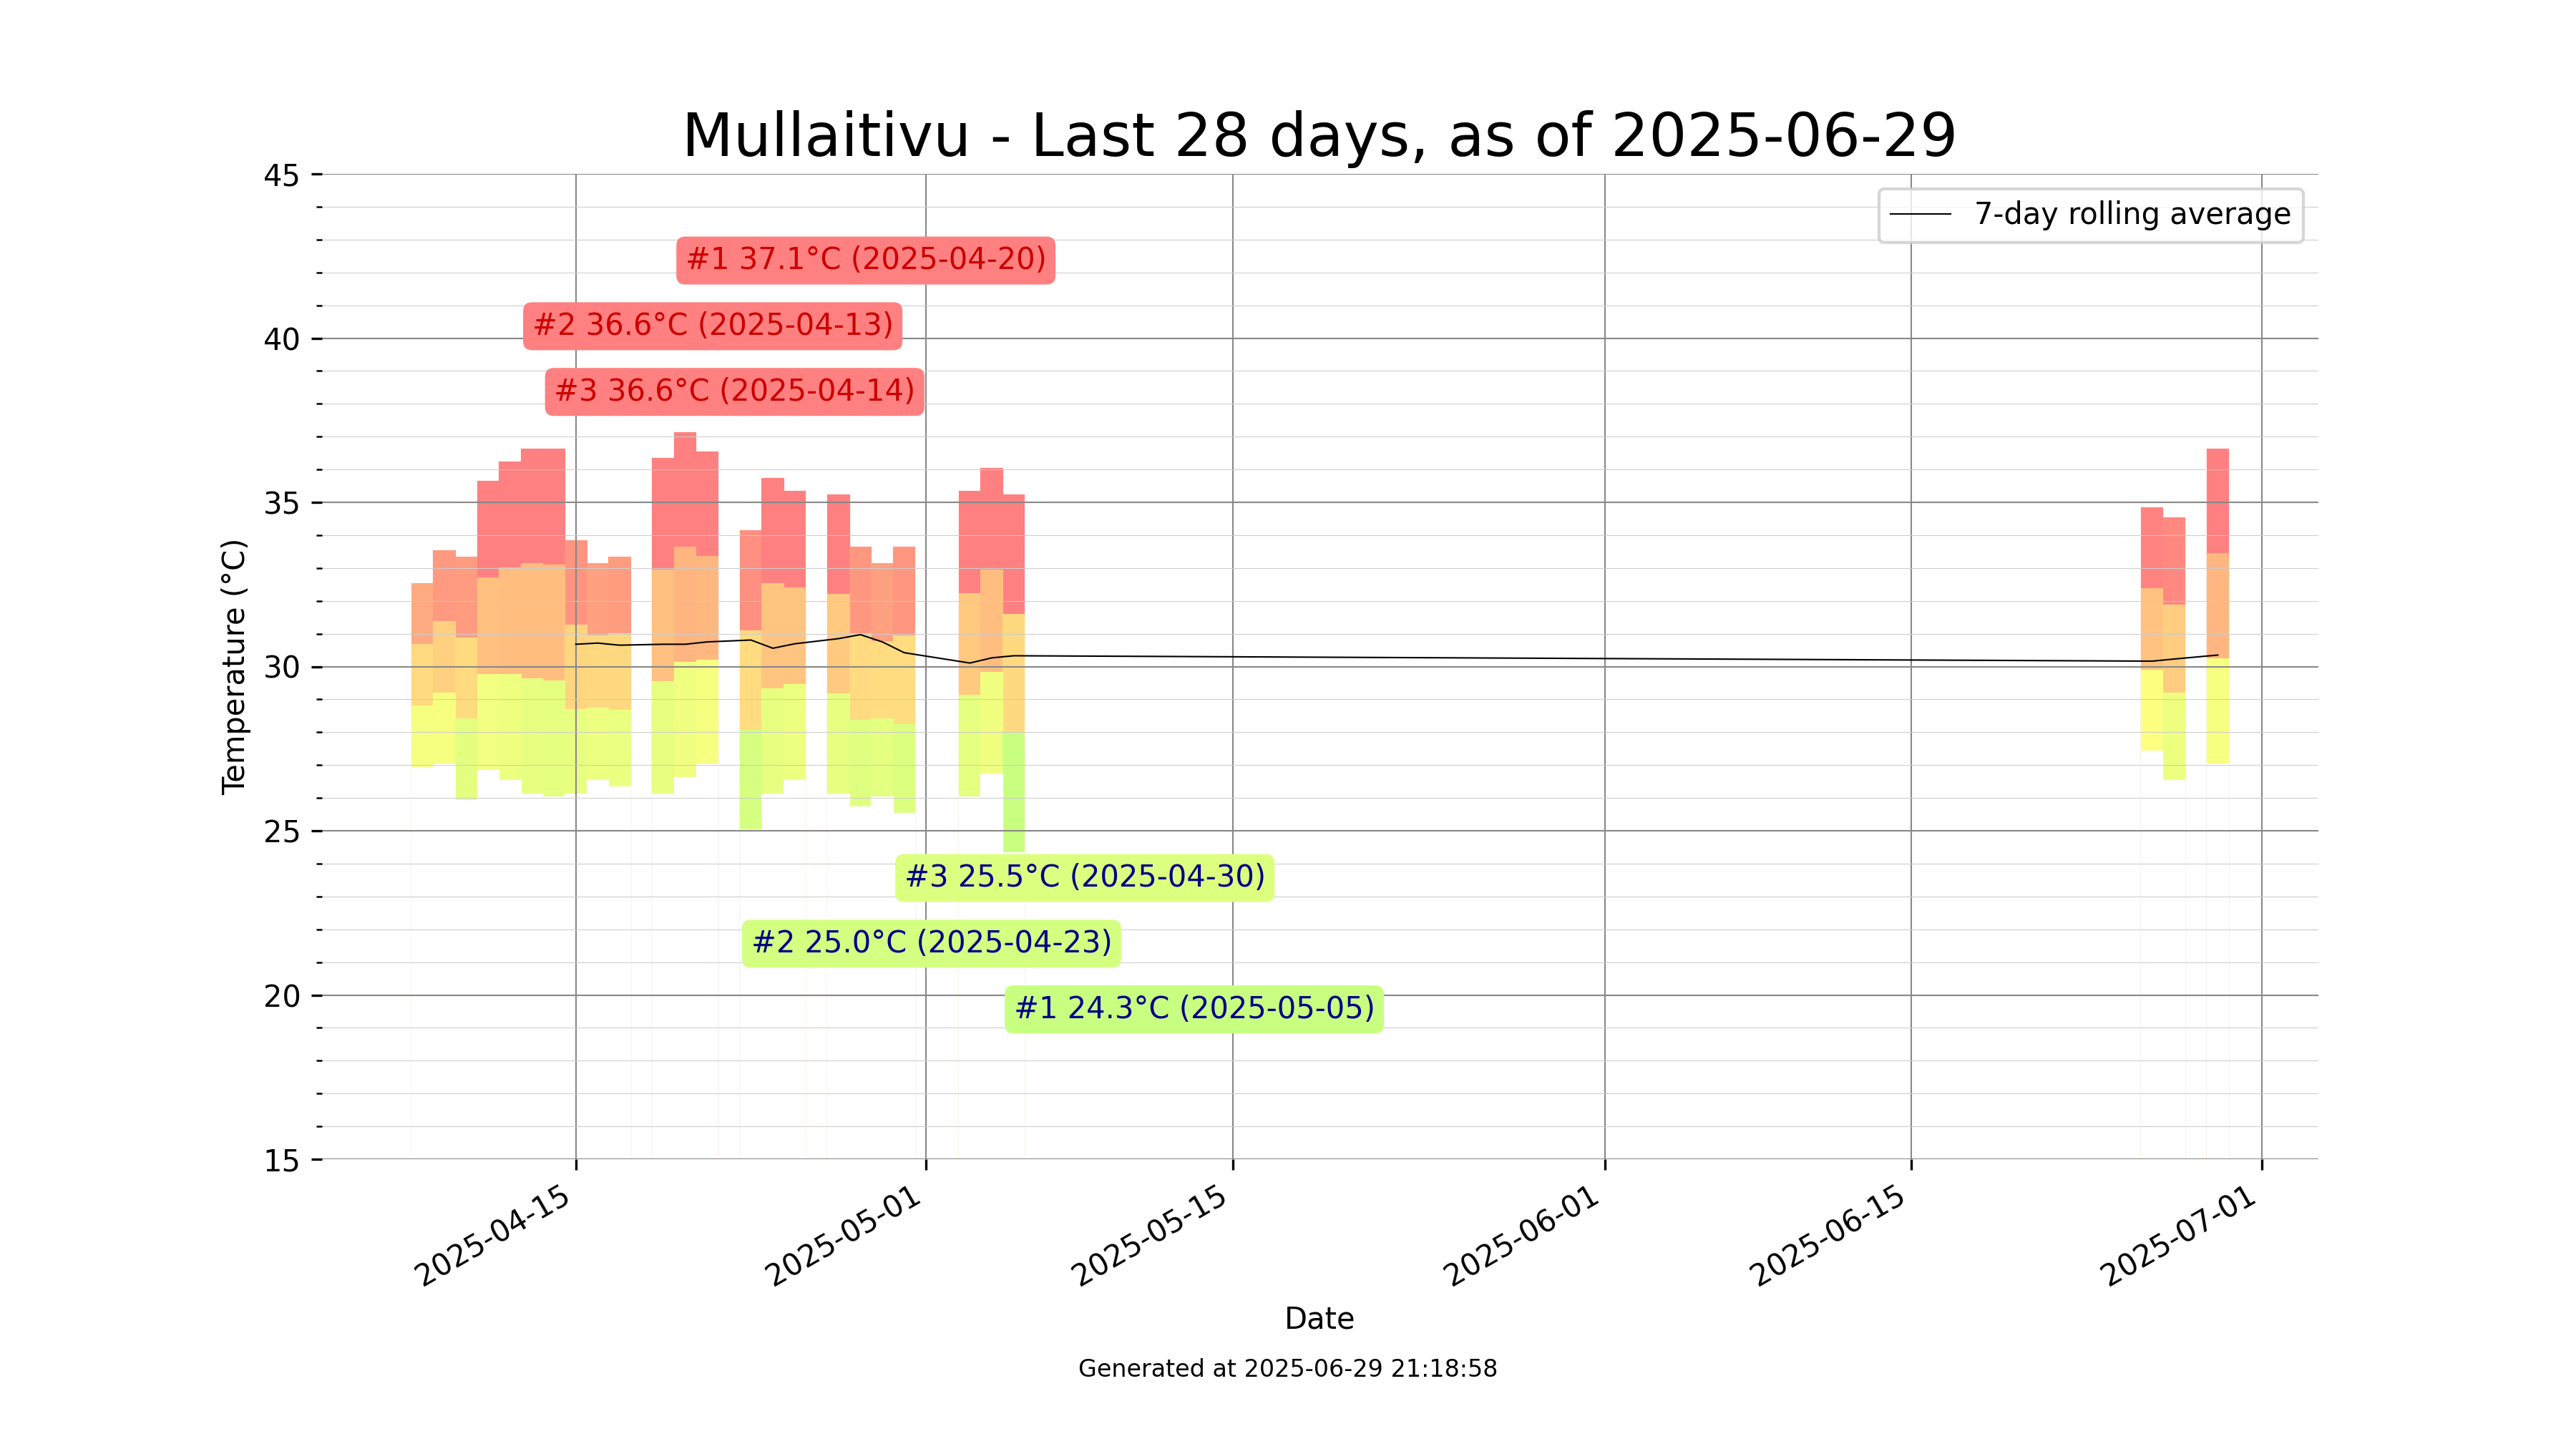 Mullaitivu - Last 28 days, as of 2025-06-29
7-day rolling average
#1 37.1°C (2025-04-20)
#2 36.6°C (2025-04-13)
#3 36.6°C (2025-04-14)
#3 25.5°C (2025-04-30)
#2 25.0°C (2025-04-23)
#1 24.3°C (2025-05-05)
Temperature (°C)
45
40
35
30
25
20
15
2025-04-15
2025-05-01
2025-05-15
2025-06-01
2025-06-15
2025-07-01
Date
Generated at 2025-06-29 21:18:58